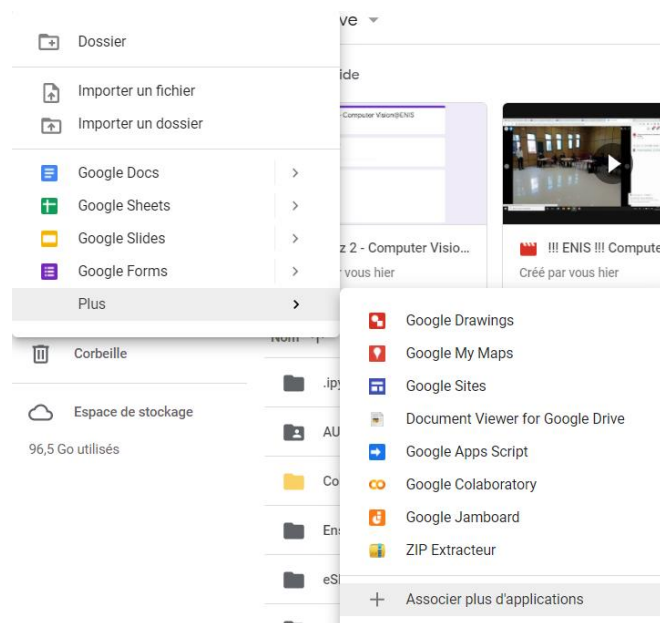 ve
Dossier
ide
Importer un fichier
Importer un dossier
- Computer Vision@ENIS
Google Docs
Google Sheets
Google Slides
z 2 - Computer Visio...
!!! ENIS !!! Compute
Google Forms
vous hier
Créé par vous hier
Plus
Google Drawings
Nom
Corbeille
Google My Maps
.ipy
Google Sites
Espace de stockage
Document Viewer for Google Drive
AU
96,5 Go utilisés
Google Apps Script
Co
Google Colaboratory
Google Jamboard
En
ZIP Extracteur
eS
Associer plus d'applications